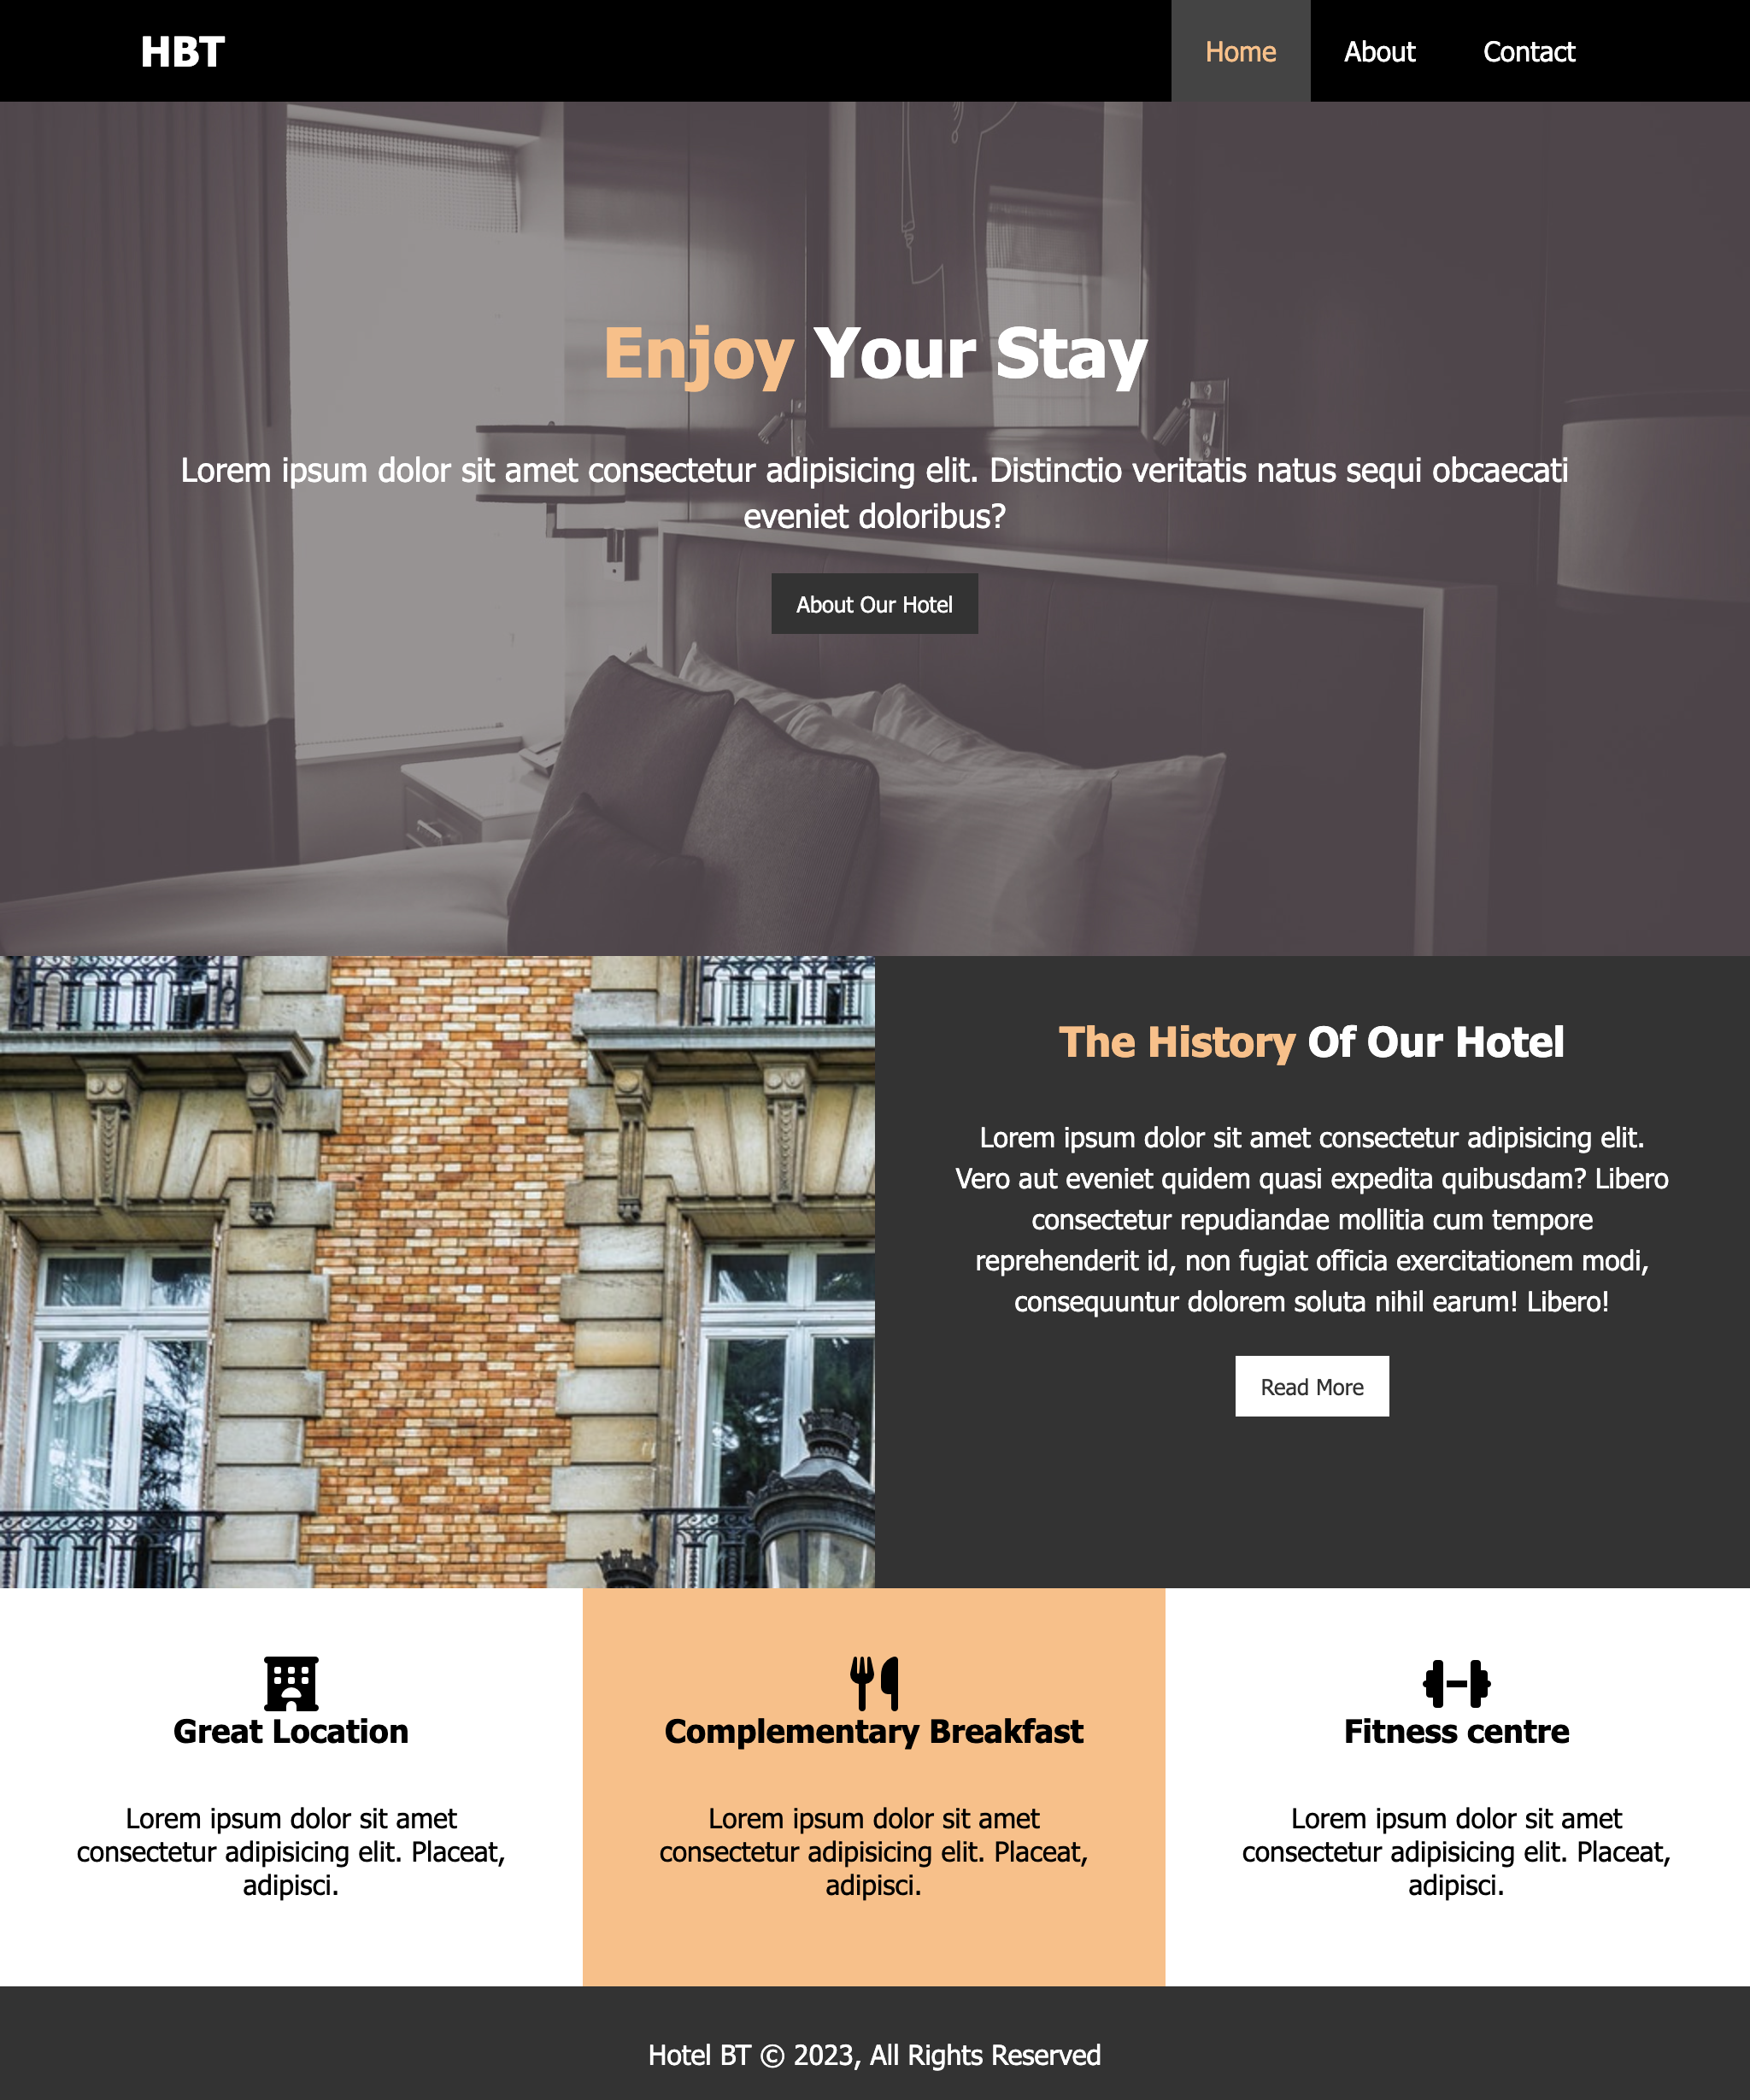 HBT
Home About Contact
Enjoy Your Stay
Lorem ipsum dolor sit amet consectetur adipisicing elit. Distinctio veritatis natus sequi obcaecati
eveniet doloribus?
About Our Hotel
The History Of Our Hotel
Lorem ipsum dolor sit amet consectetur adipisicing elit.
Vero aut eveniet quidem quasi expedita quibusdam? Libero
consectetur repudiandae mollitia cum tempore
reprehenderit id, non fugiat officia exercitationem modi,
consequuntur dolorem soluta nihil earum! Libero!
Read More
Great Location
Lorem ipsum dolor sit amet
consectetur adipisicing elit. Placeat,
adipisci.
Complementary Breakfast
Lorem ipsum dolor sit amet
consectetur adipisicing elit. Placeat,
adipisci.
Fitness centre
Lorem ipsum dolor sit amet
consectetur adipisicing elit. Placeat,
adipisci.
Hotel BT © 2023, All Rights Reserved